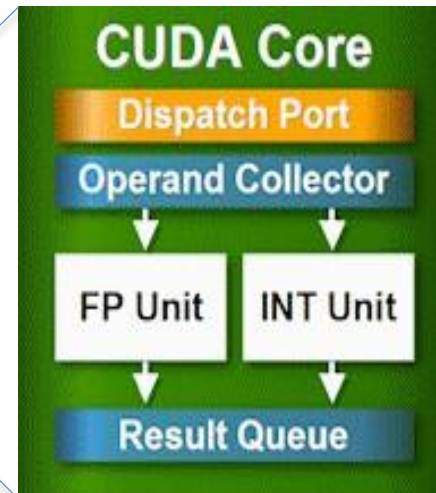 CUDA Core
Dispatch Port
Operand Collector
FP Unit INT Unit
Result Queue